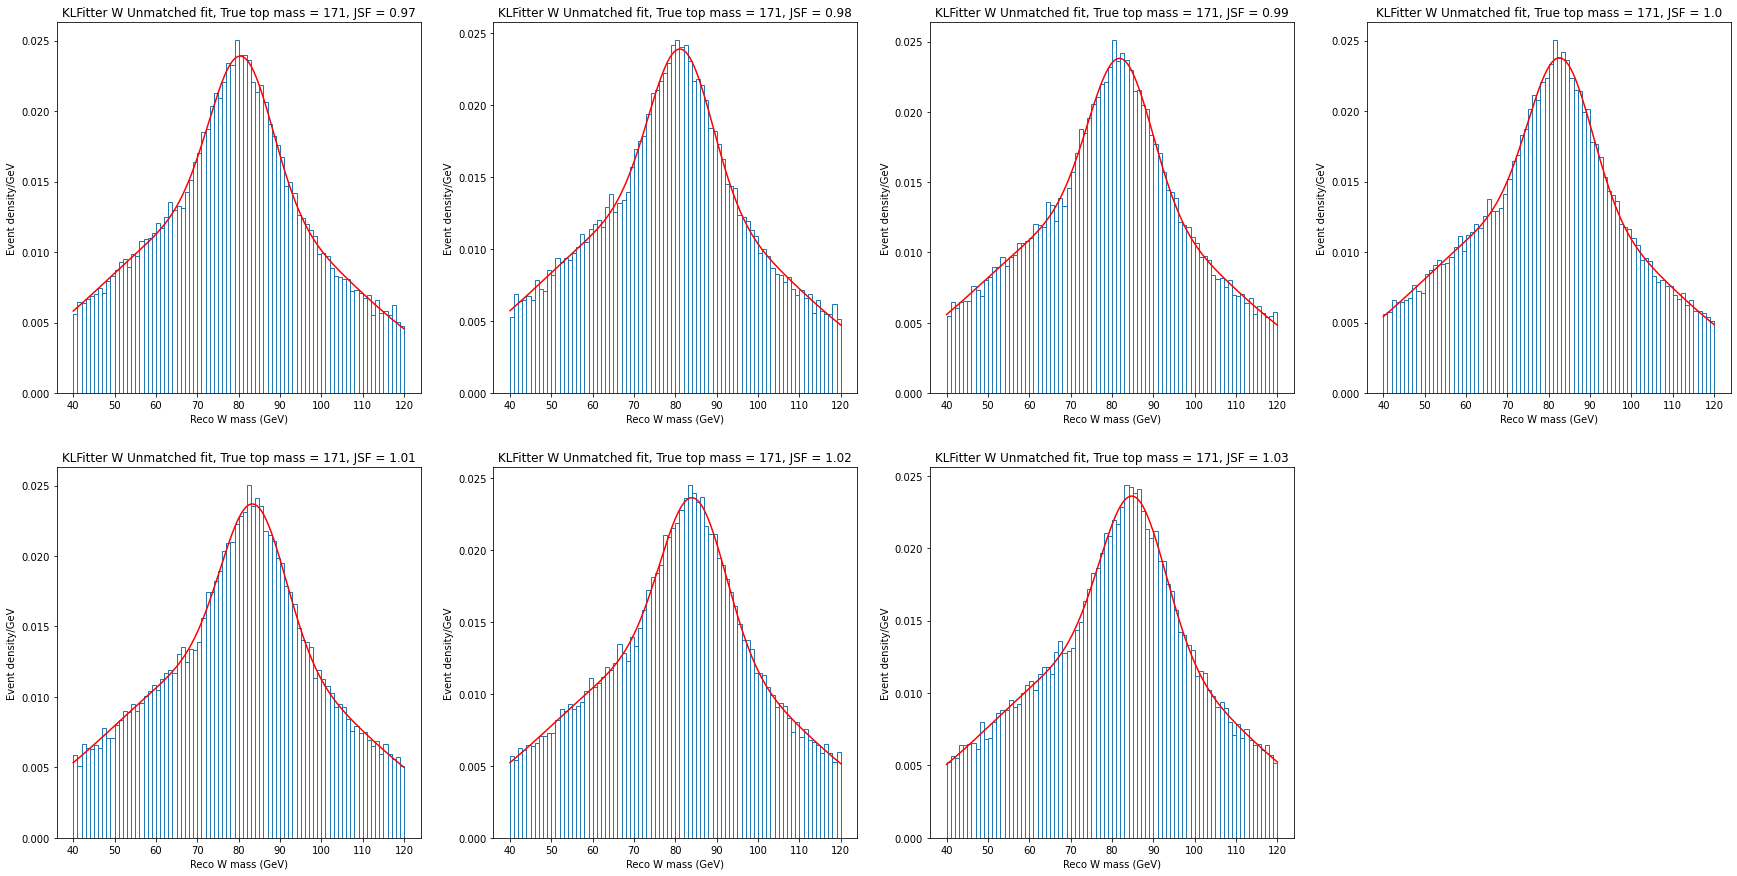 KLFitter W Unmatched fit, True top mass = 171, JSF = 0.97
0.025
0.020
0.015
0.010
0.005
0.000
Event density/GeV
40 50 60 70 80 90 100 110 120
Reco W mass (GeV)
KLFitter W Unmatched fit, True top mass = 171, JSF = 0.98
0.025
0.020
0.015
0.010
0.005
0.000
Event density/GeV
40 50 60 70 80 90 100 110 120
Reco W mass (GeV)
KLFitter W Unmatched fit, True top mass = 171, JSF = 0.99
0.025
0.020
0.015
0.010
0.005
0.000
Event density/GeV
40 50 60 70 80 90 100 110 120
Reco W mass (GeV)
KLFitter W Unmatched fit, True top mass = 171, JSF = 1.0
0.025
0.020
0.015
0.010
0.005
0.000
Event density/GeV
40 50 60 70 80 90 100 110 120
Reco W mass (GeV)
KLFitter W Unmatched fit, True top mass = 171, JSF = 1.01
0.025
0.020
0.015
0.010
0.005
0.000
Event density/GeV
40 50 60 70 80 90 100 110 120
Reco W mass (GeV)
KLFitter W Unmatched fit, True top mass = 171, JSF = 1.02
0.025
0.020
0.015
0.010
0.005
0.000
Event density/GeV
40 50 60 70 80 90 100 110 120
Reco W mass (GeV)
KLFitter W Unmatched fit, True top mass = 171, JSF = 1.03
0.025
0.020
0.015
0.010
0.005
0.000
Event density/GeV
40 50 60 70 80 90 100 110 120
Reco W mass (GeV)